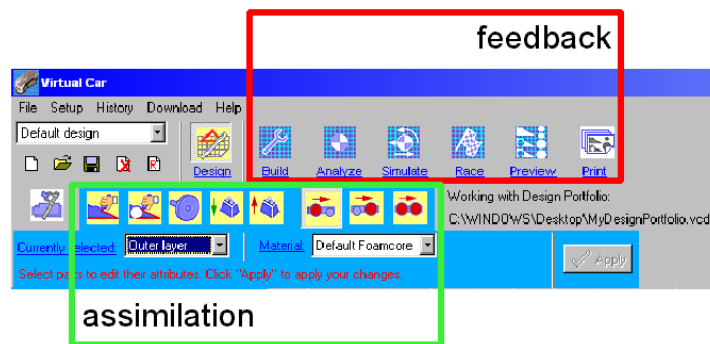 feedback
Virtual Car
File Setup History Download Help
Default design
Design Build Analyze Simulate Race Preview Print
Working with Design Portfolio:
C:\WINDOWS\Desktop\MyDesignPortfolio.vcd
Currently selected: Outer layer Material: Default Foamcore
Apply
Select parts to edit their attributes. Click "Apply" to apply your changes.
assimilation